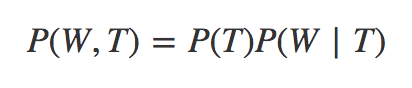 P(W, T) = P(T)P(W | T)